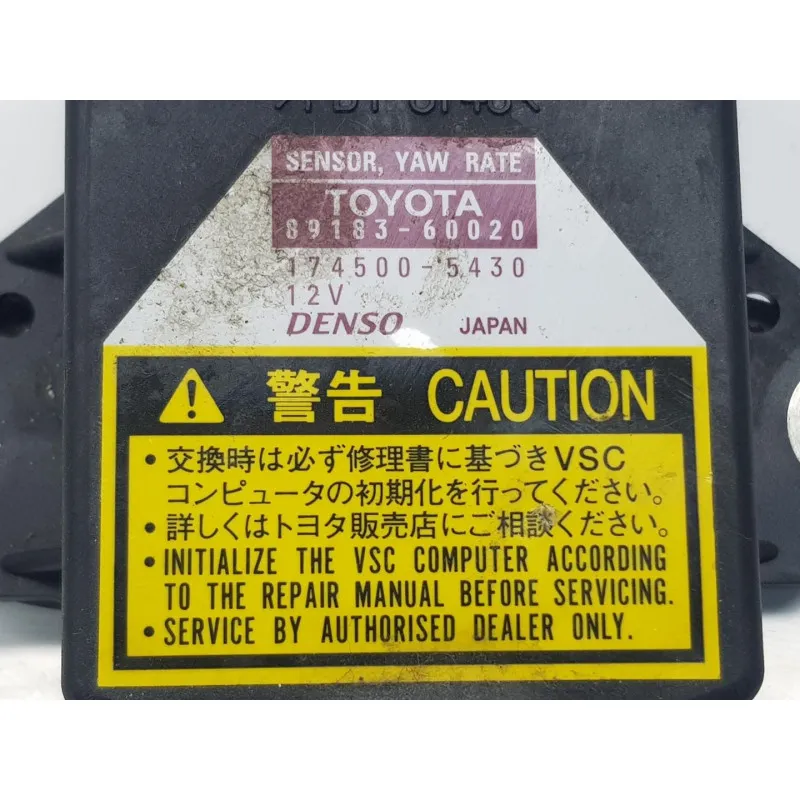 >PBT-GF40<
SENSOR, YAW RATE
TOYOTA
89183-60020
174500-5430
12V
DENSO JAPAN
警告 CAUTION
・交換時は必ず修理書に基づきVSC
コンピュータの初期化を行ってください。
・詳しくはトヨタ販売店にご相談ください。
• INITIALIZE THE VSC COMPUTER ACCORDING
TO THE REPAIR MANUAL BEFORE SERVICING.
• SERVICE BY AUTHORISED DEALER ONLY.